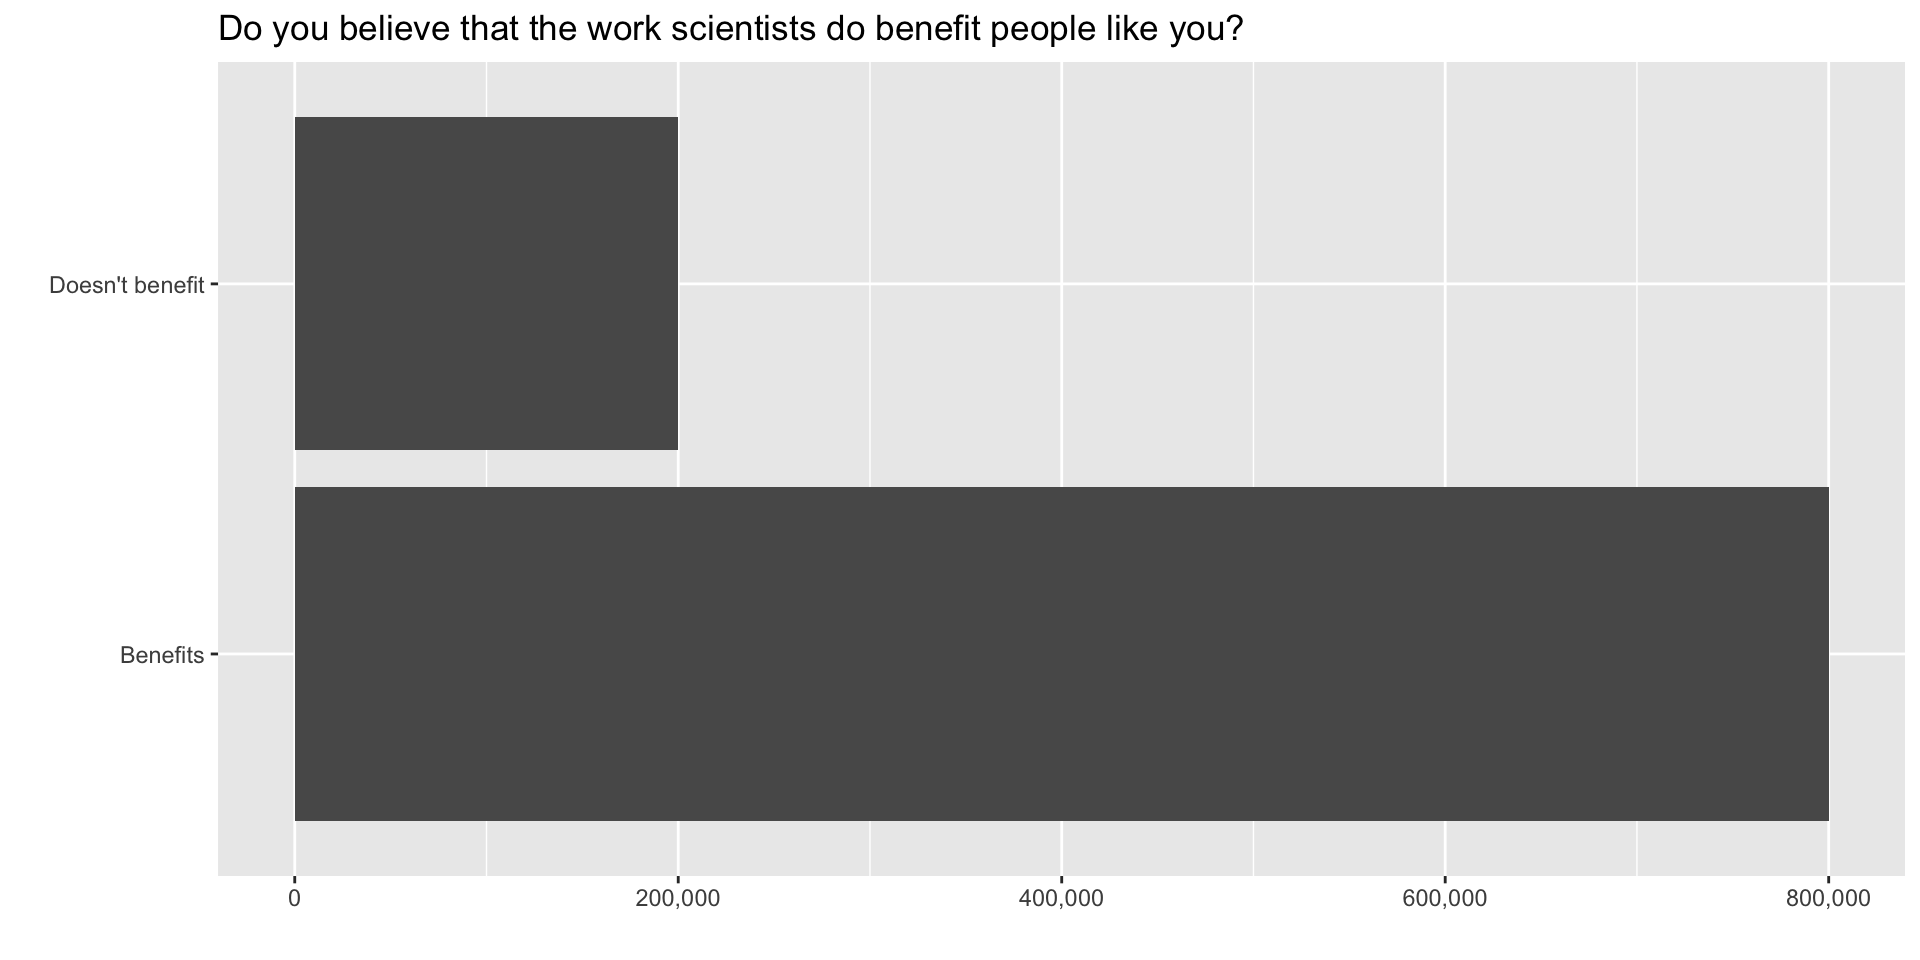 Do you believe that the work scientists do benefit people like you?
Doesn't benefit
Benefits
0 200,000 400,000 600,000 800,000